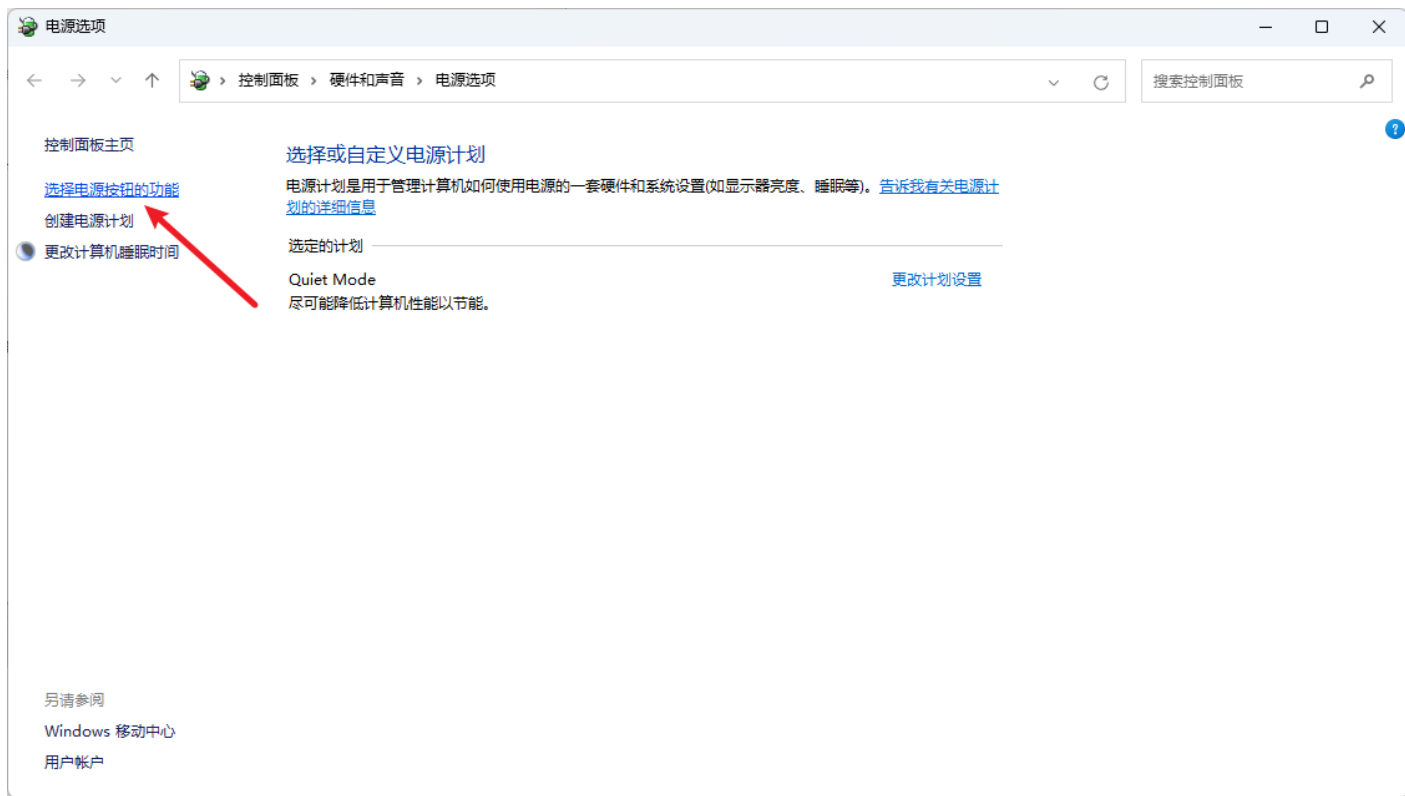 电源选项
控制面板 › 硬件和声音 › 电源选项
搜索控制面板
控制面板主页
选择电源按钮的功能
创建电源计划
更改计算机睡眠时间
选择或自定义电源计划
电源计划是用于管理计算机如何使用电源的一套硬件和系统设置(如显示器亮度、睡眠等)。告诉我有关电源计
划的详细信息
选定的计划
Quiet Mode
更改计划设置
尽可能降低计算机性能以节能。
另请参阅
Windows 移动中心
用户帐户